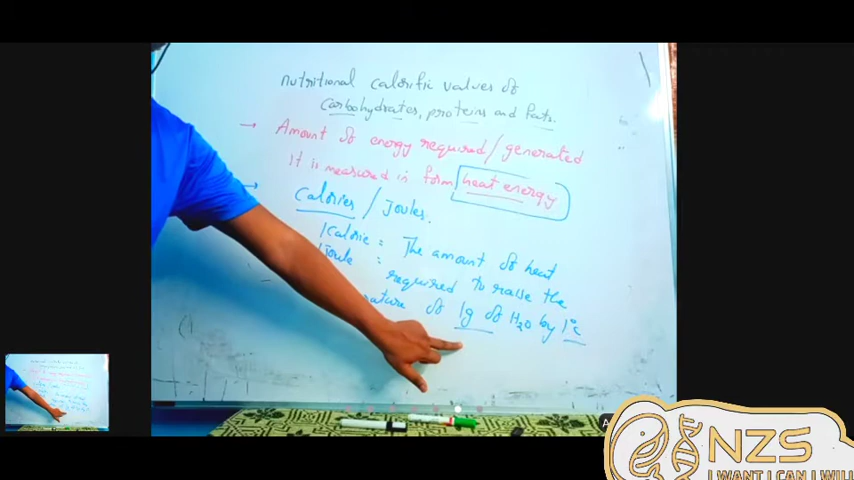 nutritional calorific values of
Carbohydrates, proteins and fats.
→ Amount of energy required/generated
It is measured in form heat energy
→ Calories / Joules.
1Calorie : The amount of heat
1Joule : required to raise the
rature of 1g of H2O by 1°c
NZS
I WANT I CAN I WILL